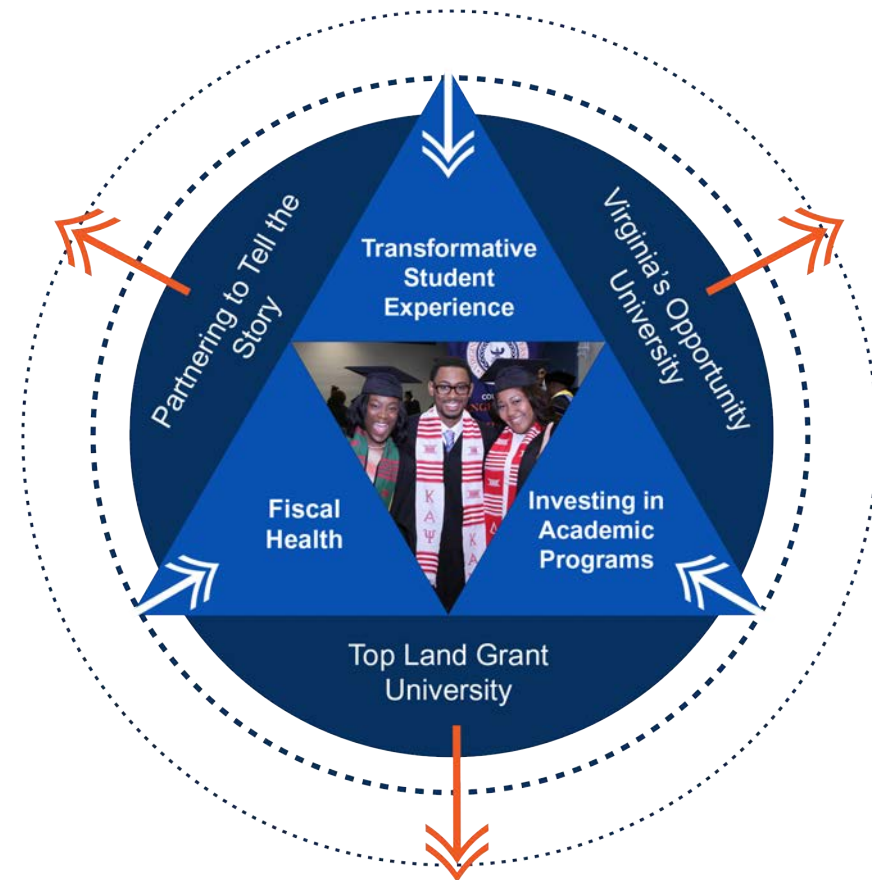 Transformative
Student
Experience
Partnering to Tell the
Story
Virginia's Opportunity
University
Fiscal
Health
Investing in
Academic
Programs
Top Land Grant
University
Κ
Α
Ψ
Κ
Α